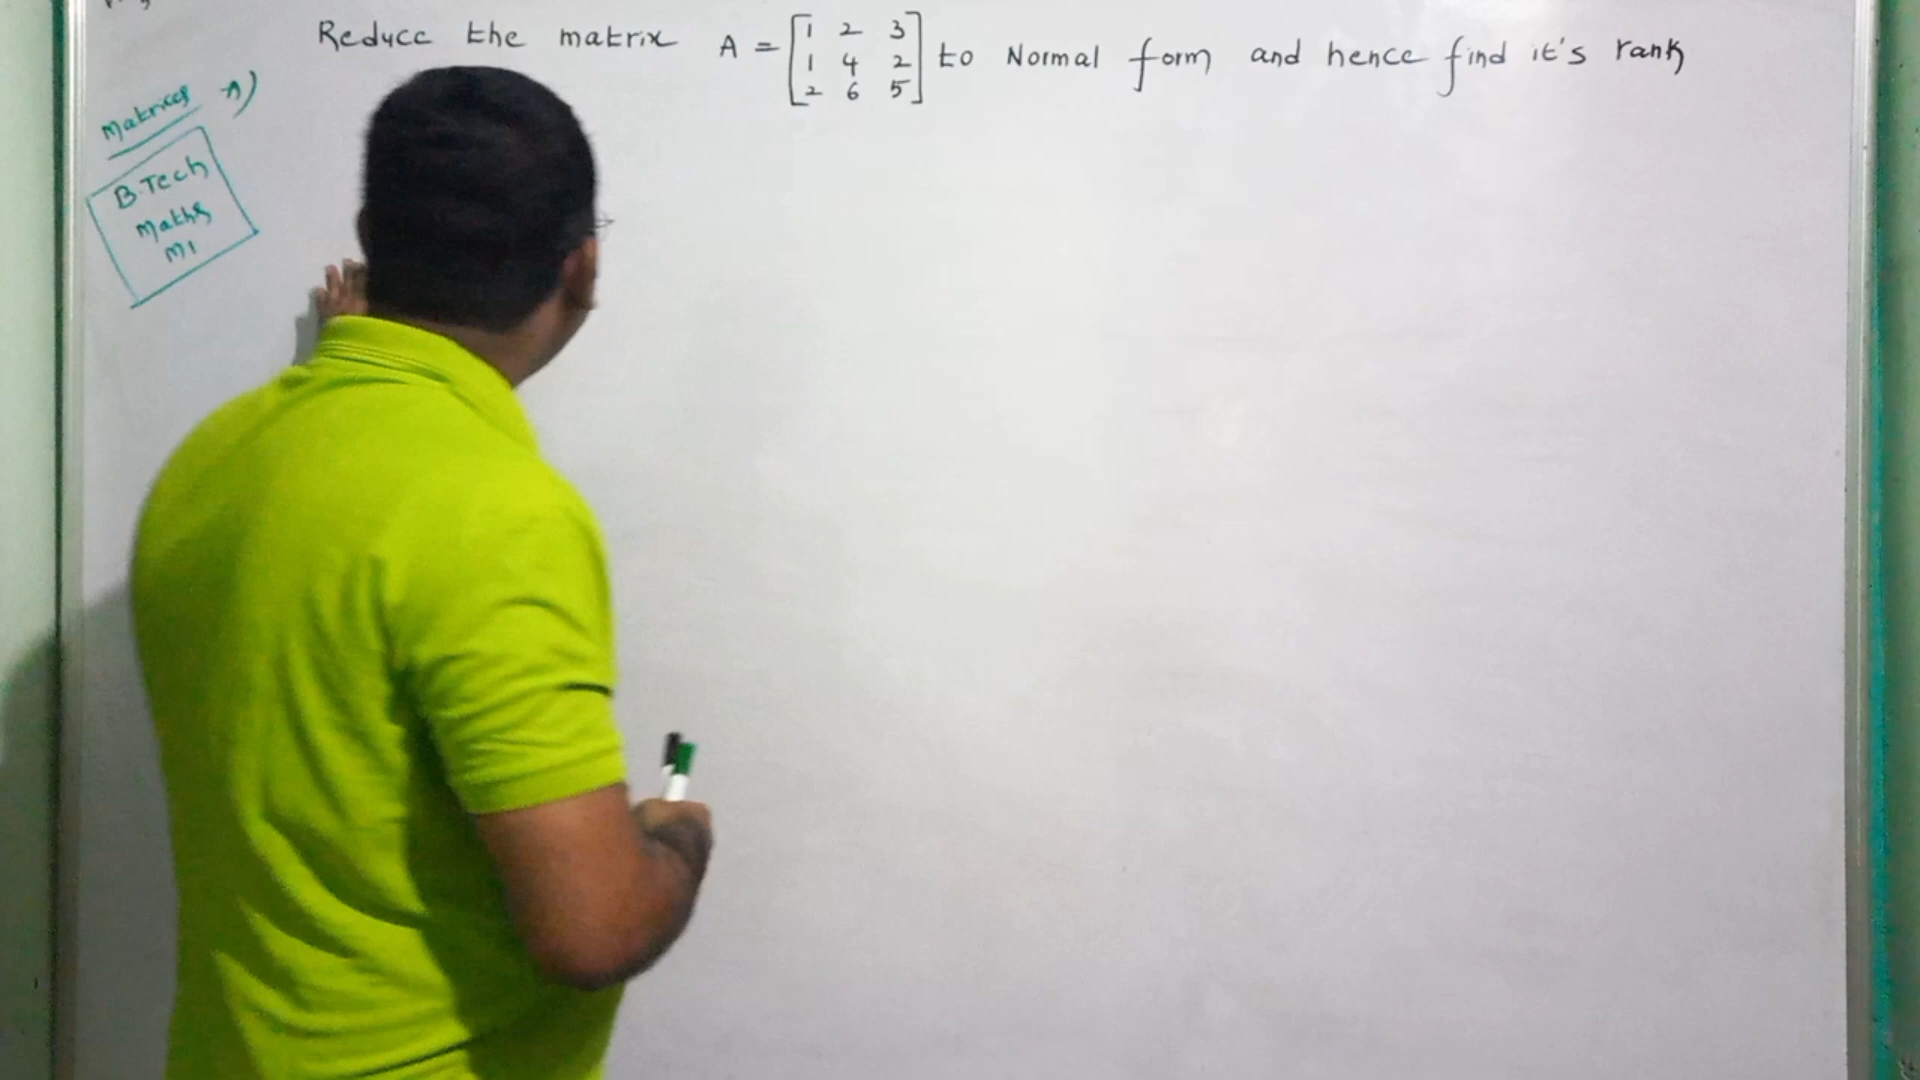 Reduce the matrix A = [1 2 3 to Normal form and hence find it's rank
1 4 2
2 6 5]
Matrices
B.Tech
Maths
M1